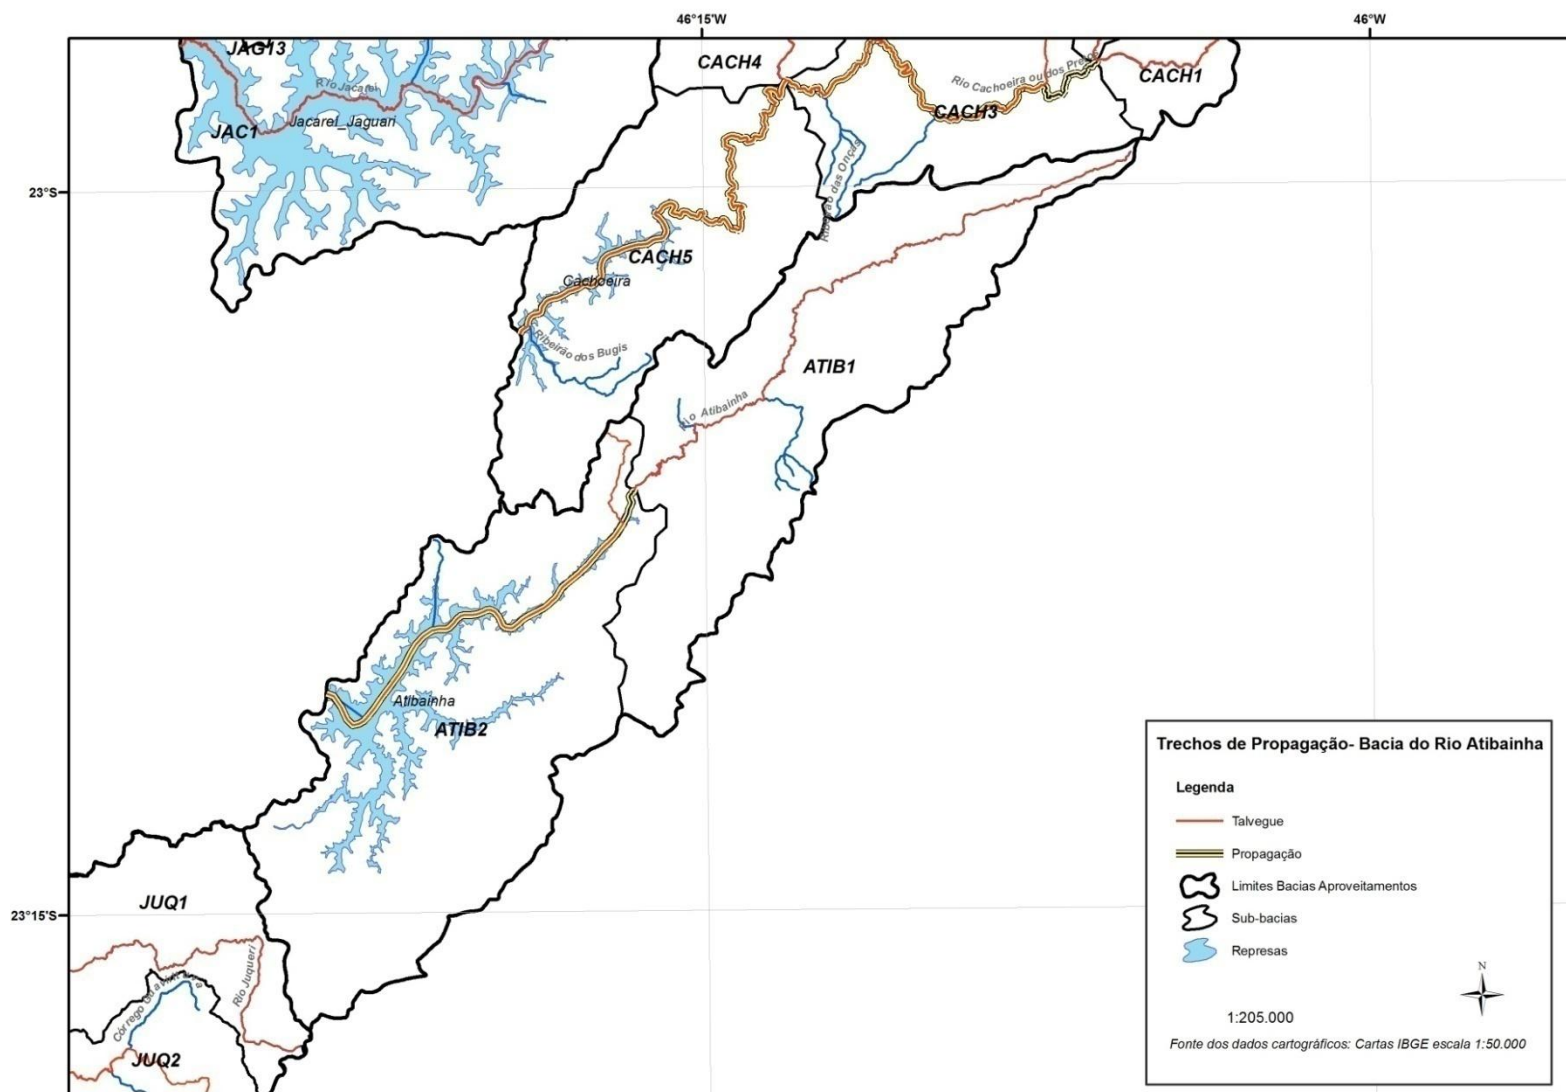 46°15'W
46°W
JAG13
CACH4
CACH1
Rio Jacareí
Rio Cachoeira ou dos Pretos
CACH3
JAC1
Jacareí_Jaguari
Ribeirão das Onças
23°S
CACH5
Cachoeira
Ribeirão dos Bugis
ATIB1
Rio Atibainha
Atibainha
ATIB2
Trechos de Propagação- Bacia do Rio Atibainha
Legenda
Talvegue
Propagação
Limites Bacias Aproveitamentos
Sub-bacias
Represas
N
1:205.000
Fonte dos dados cartográficos: Cartas IBGE escala 1:50.000
JUQ1
23°15'S
Rio Juqueri
Córrego
JUQ2